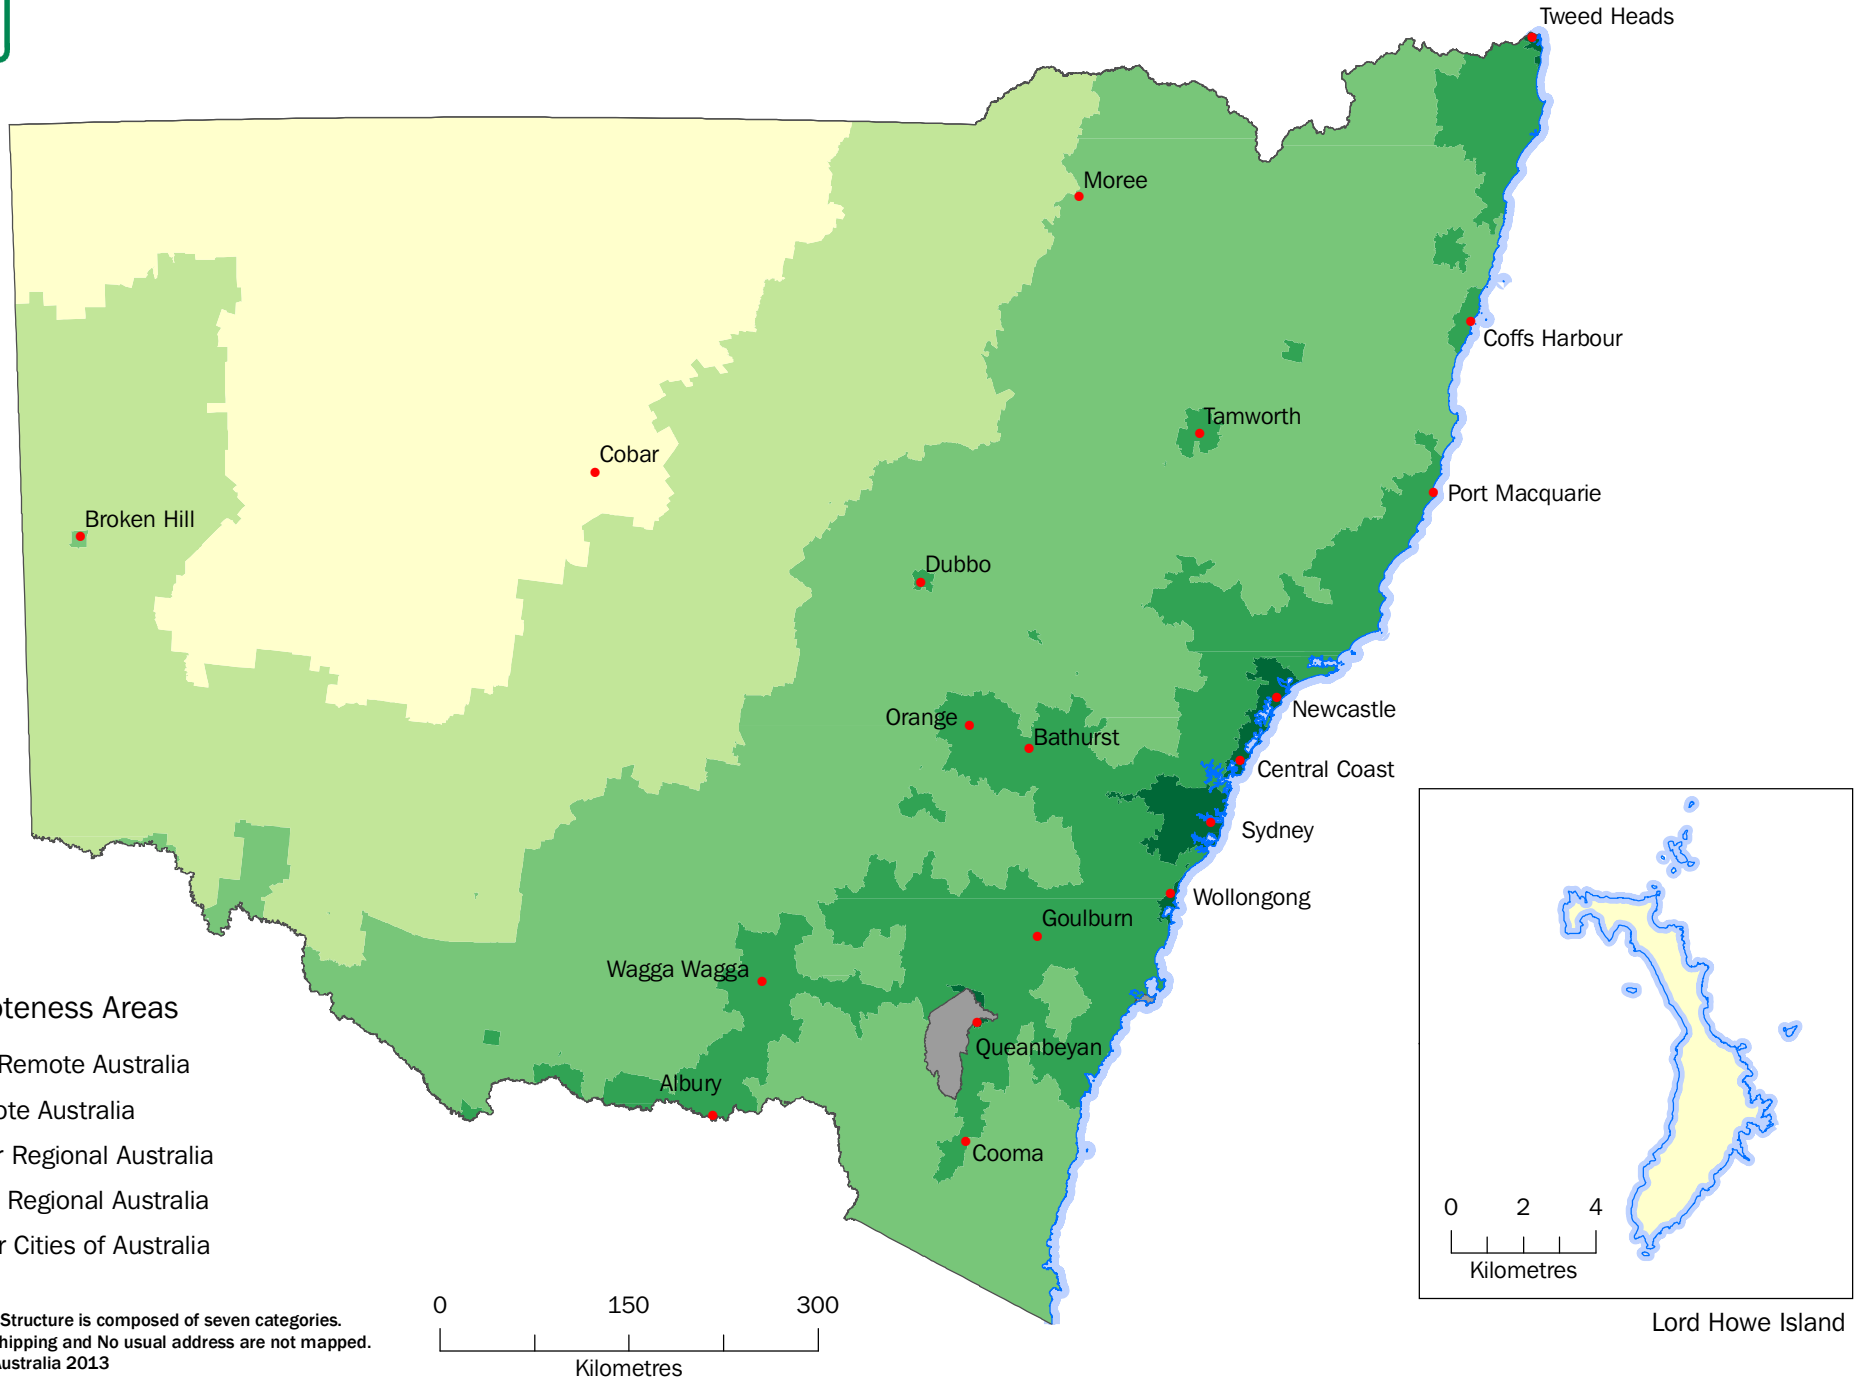 Tweed Heads
Moree
Coffs Harbour
Tamworth
Cobar
Port Macquarie
Broken Hill
Dubbo
Newcastle
Orange
Bathurst
Central Coast
Sydney
Wollongong
Goulburn
Wagga Wagga
Queanbeyan
Albury
Cooma
oteness Areas
Remote Australia
ote Australia
r Regional Australia
Regional Australia
r Cities of Australia
0 150 300
Kilometres
0 2 4
Kilometres
Lord Howe Island
Structure is composed of seven categories.
hipping and No usual address are not mapped.
Australia 2013